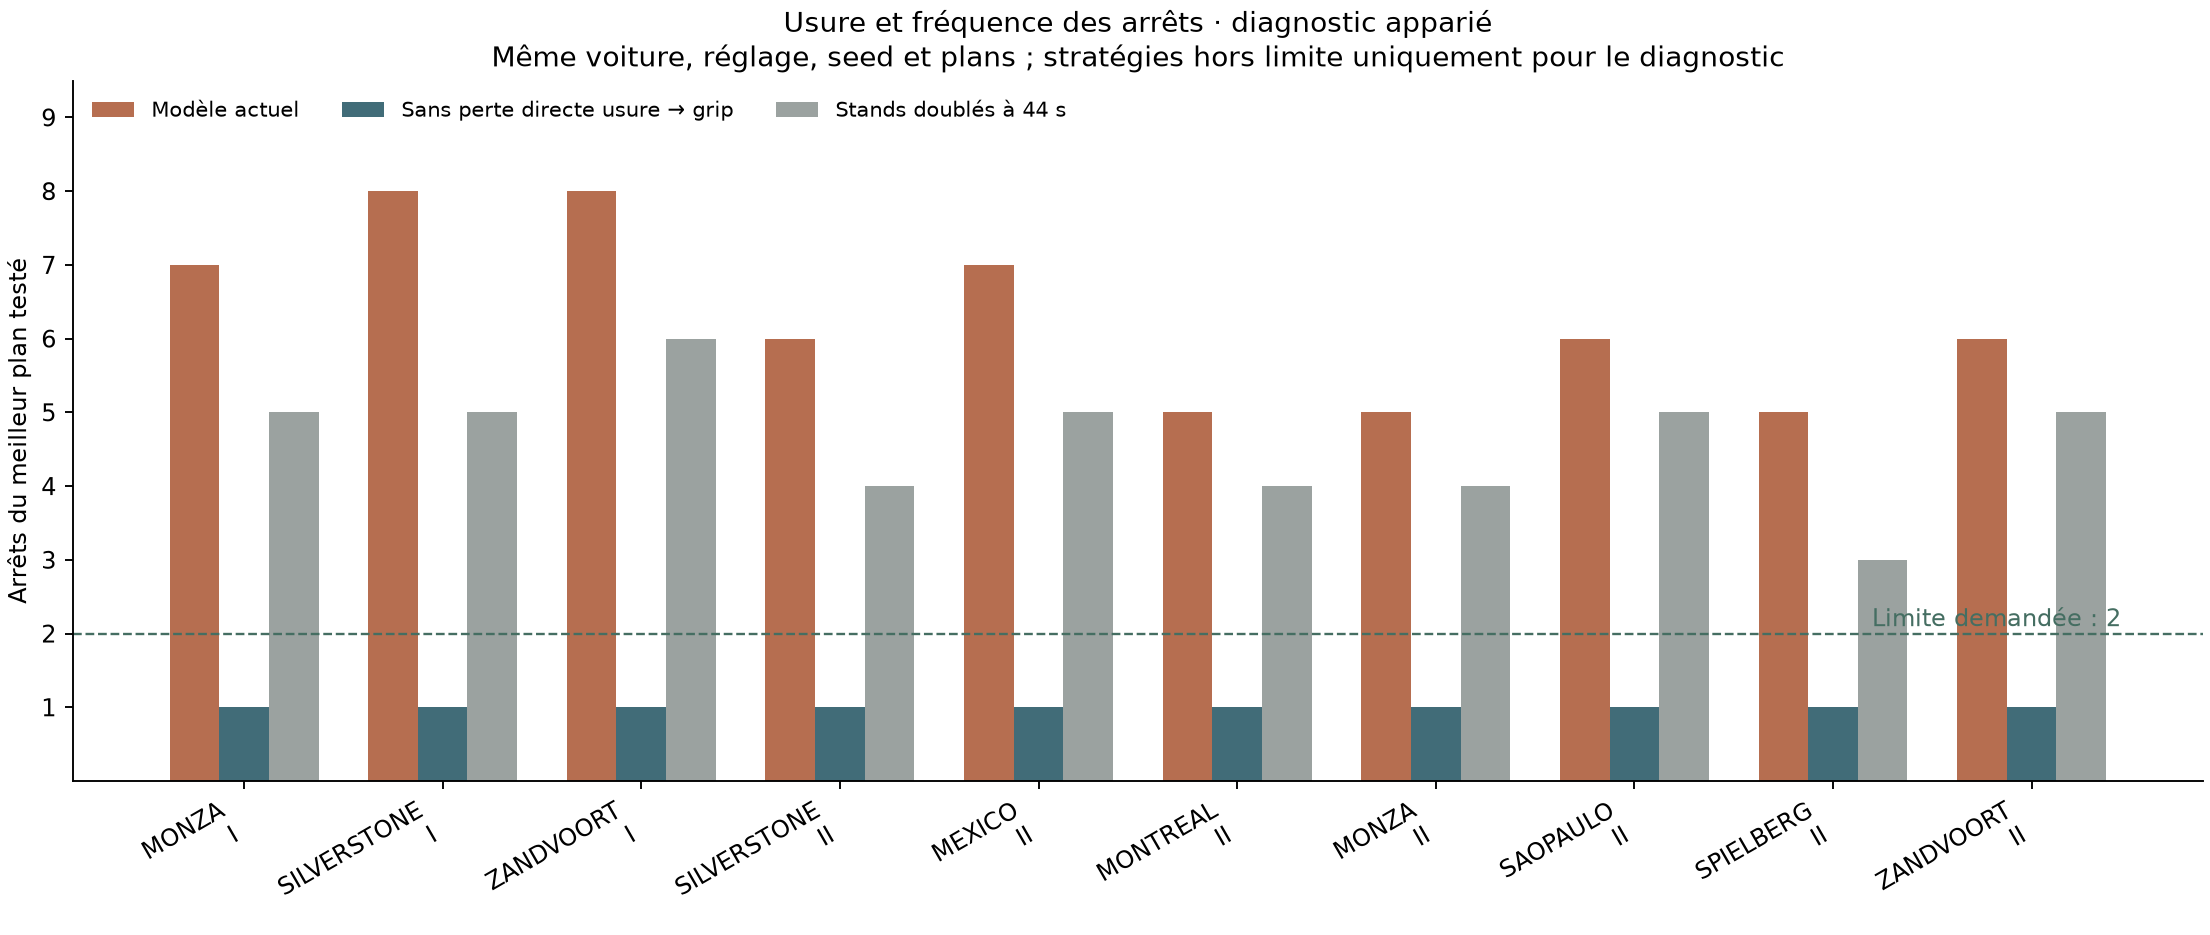 Usure et fréquence des arrêts · diagnostic apparié
Même voiture, réglage, seed et plans ; stratégies hors limite uniquement pour le diagnostic
Modèle actuel
Sans perte directe usure → grip
Stands doublés à 44 s
Arrêts du meilleur plan testé
9
8
7
6
5
4
3
2
1
Limite demandée : 2
MONZA
I
SILVERSTONE
I
ZANDVOORT
I
SILVERSTONE
II
MEXICO
II
MONTREAL
II
MONZA
II
SAOPAULO
II
SPIELBERG
II
ZANDVOORT
II